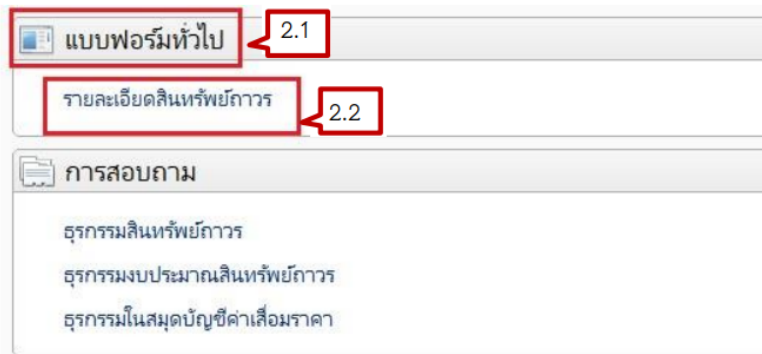 แบบฟอร์มทั่วไป 2.1
รายละเอียดสินทรัพย์ถาวร 2.2
การสอบถาม
ธุรกรรมสินทรัพย์ถาวร
ธุรกรรมงบประมาณสินทรัพย์ถาวร
ธุรกรรมในสมุดบัญชีค่าเสื่อมราคา